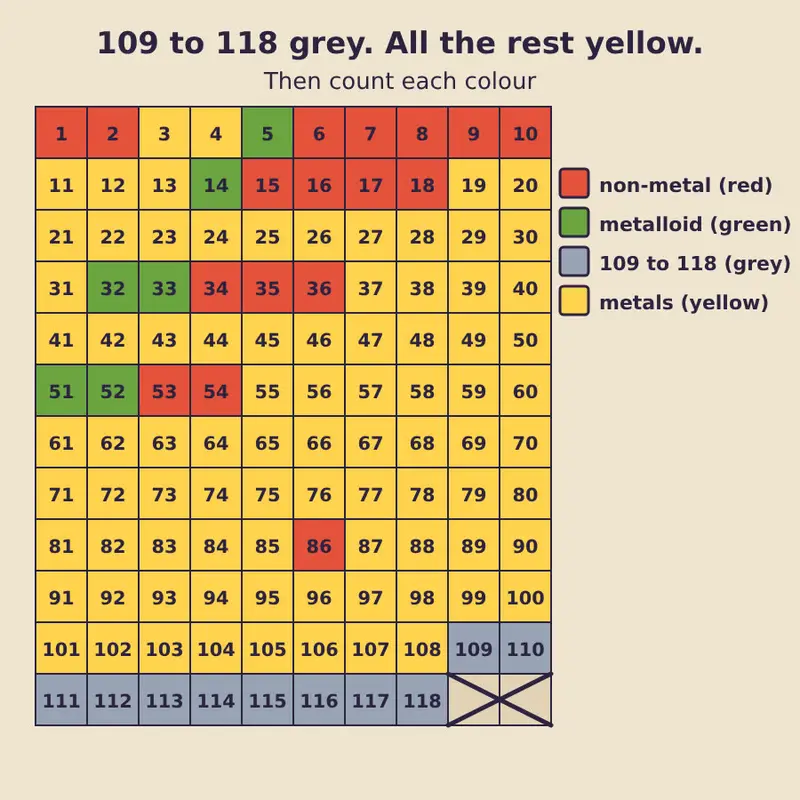 109 to 118 grey. All the rest yellow.
Then count each colour
1 2 3 4 5 6 7 8 9 10
11 12 13 14 15 16 17 18 19 20
21 22 23 24 25 26 27 28 29 30
31 32 33 34 35 36 37 38 39 40
41 42 43 44 45 46 47 48 49 50
51 52 53 54 55 56 57 58 59 60
61 62 63 64 65 66 67 68 69 70
71 72 73 74 75 76 77 78 79 80
81 82 83 84 85 86 87 88 89 90
91 92 93 94 95 96 97 98 99 100
101 102 103 104 105 106 107 108 109 110
111 112 113 114 115 116 117 118
non-metal (red)
metalloid (green)
109 to 118 (grey)
metals (yellow)